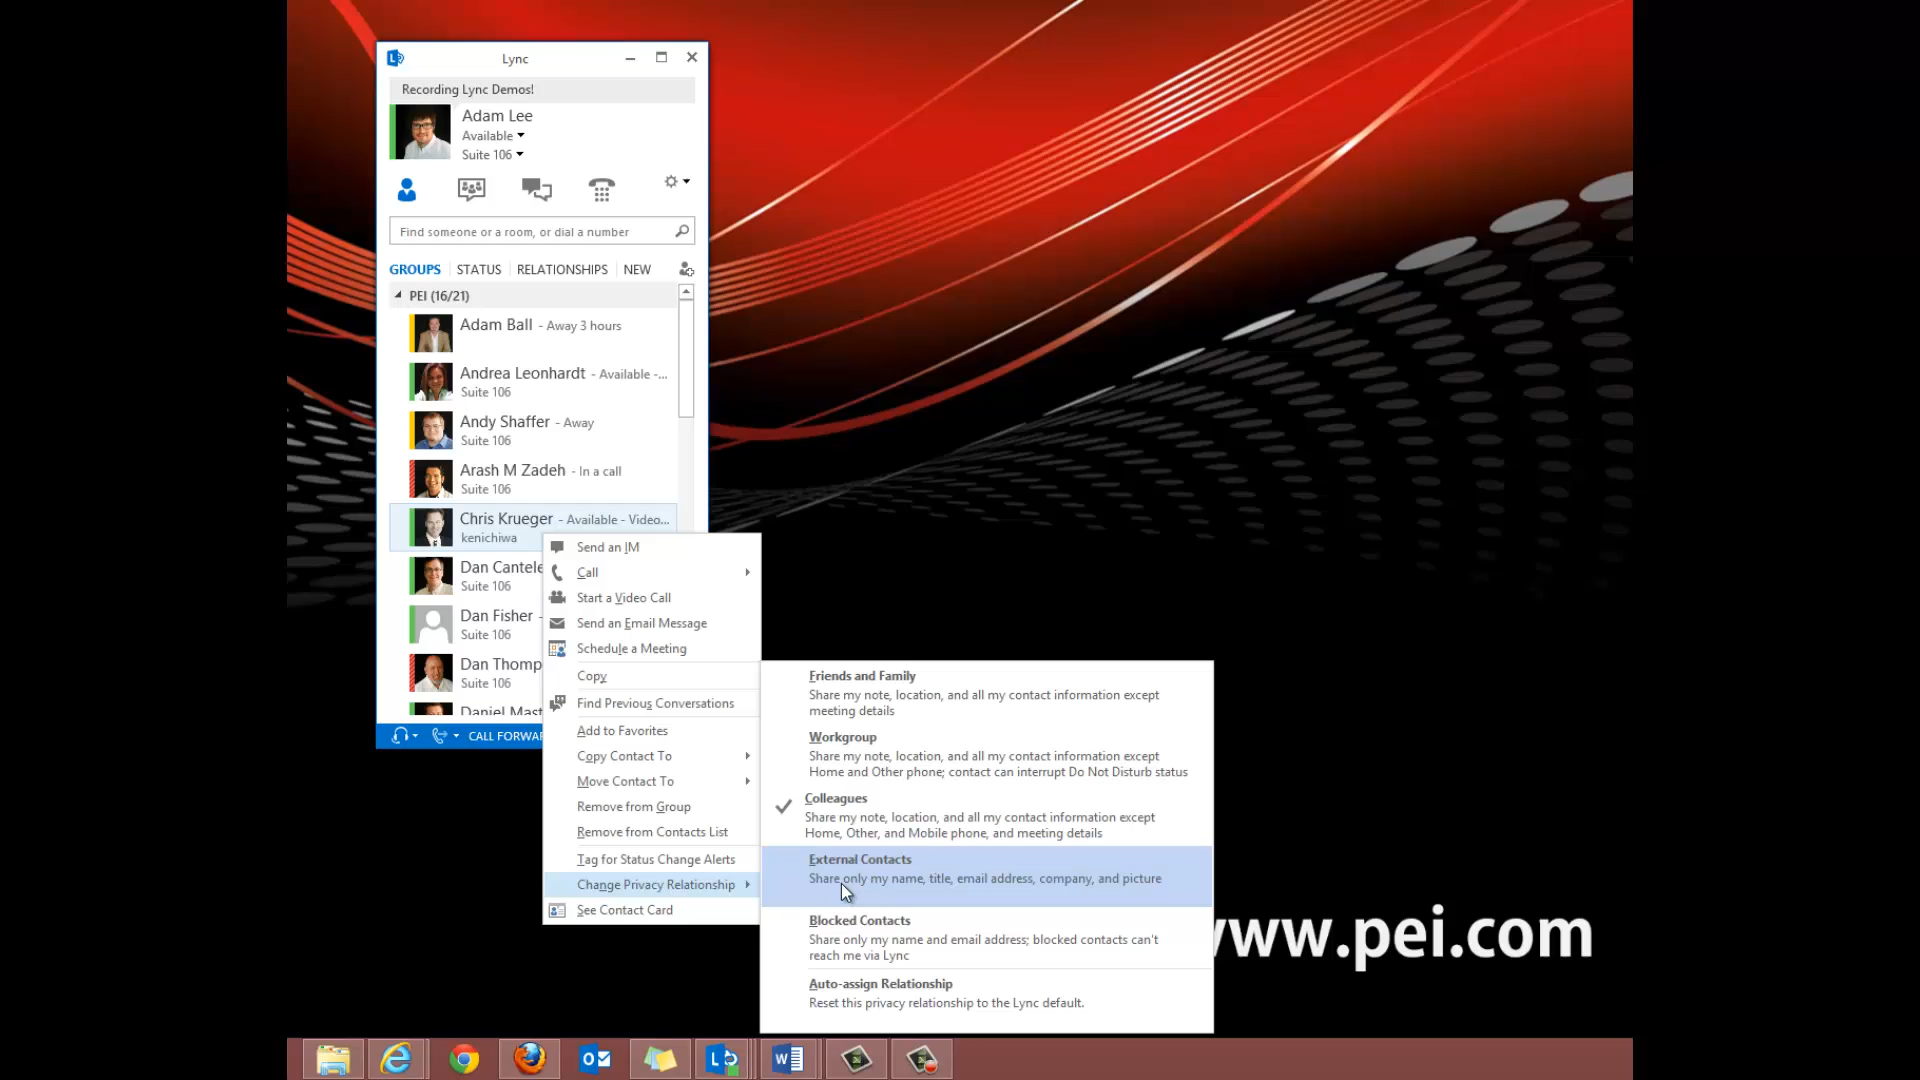 Lync
Recording Lync Demos!
Adam Lee
Available
Suite 106
Find someone or a room, or dial a number
GROUPS STATUS RELATIONSHIPS NEW
PEI (16/21)
Adam Ball - Away 3 hours
Andrea Leonhardt - Available -...
Suite 106
Andy Shaffer - Away
Suite 106
Arash M Zadeh - In a call
Suite 106
Chris Krueger - Available - Video...
kenichiwa
Dan Cantele
Suite 106
Dan Fisher -
Suite 106
Dan Thomp
Suite 106
Daniel Mast
CALL FORWAR
Send an IM
Call
Start a Video Call
Send an Email Message
Schedule a Meeting
Copy
Find Previous Conversations
Add to Favorites
Copy Contact To
Move Contact To
Remove from Group
Remove from Contacts List
Tag for Status Change Alerts
Change Privacy Relationship
See Contact Card
Friends and Family
Share my note, location, and all my contact information except
meeting details
Workgroup
Share my note, location, and all my contact information except
Home and Other phone; contact can interrupt Do Not Disturb status
Colleagues
Share my note, location, and all my contact information except
Home, Other, and Mobile phone, and meeting details
External Contacts
Share only my name, title, email address, company, and picture
Blocked Contacts
Share only my name and email address; blocked contacts can't
reach me via Lync
Auto-assign Relationship
Reset this privacy relationship to the Lync default.
www.pei.com